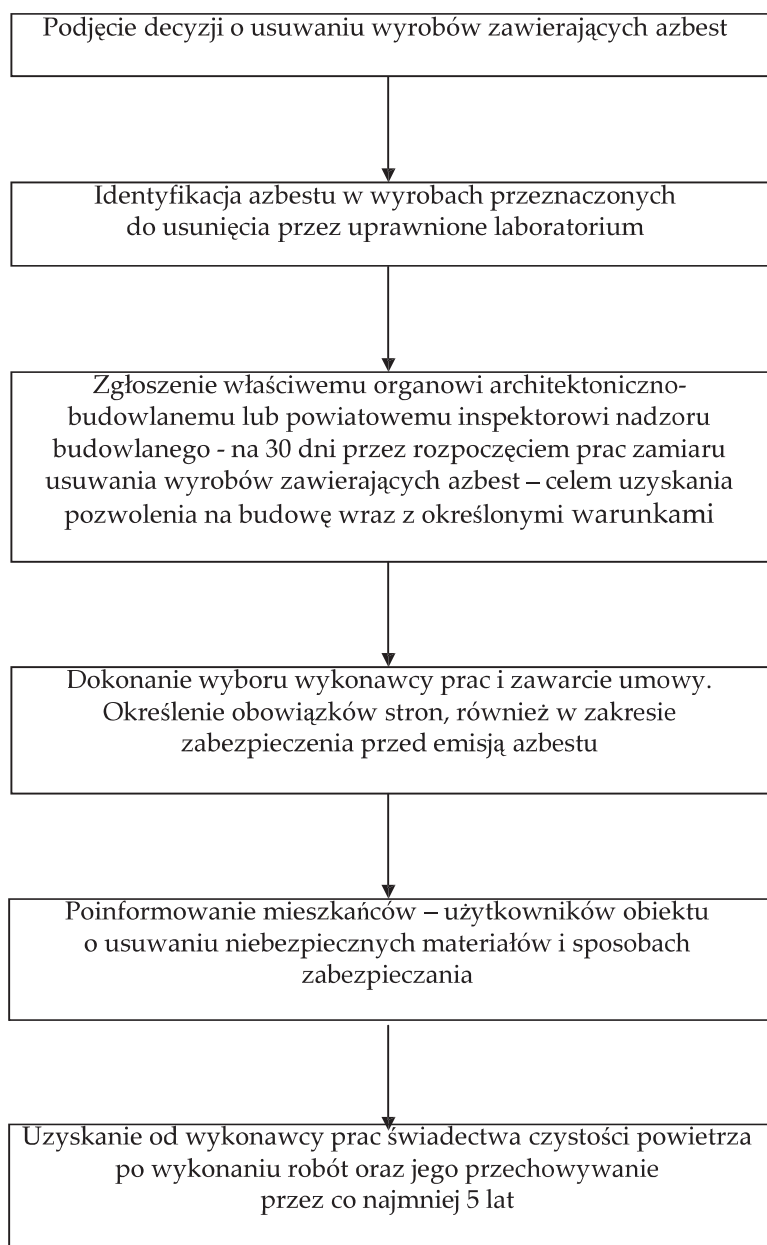 Podjęcie decyzji o usuwaniu wyrobów zawierających azbest
Identyfikacja azbestu w wyrobach przeznaczonych
do usunięcia przez uprawnione laboratorium
Zgłoszenie właściwemu organowi architektoniczno-
budowlanemu lub powiatowemu inspektorowi nadzoru
budowlanego - na 30 dni przez rozpoczęciem prac zamiaru
usuwania wyrobów zawierających azbest – celem uzyskania
pozwolenia na budowę wraz z określonymi warunkami
Dokonanie wyboru wykonawcy prac i zawarcie umowy.
Określenie obowiązków stron, również w zakresie
zabezpieczenia przed emisją azbestu
Poinformowanie mieszkańców – użytkowników obiektu
o usuwaniu niebezpiecznych materiałów i sposobach
zabezpieczania
Uzyskanie od wykonawcy prac świadectwa czystości powietrza
po wykonaniu robót oraz jego przechowywanie
przez co najmniej 5 lat